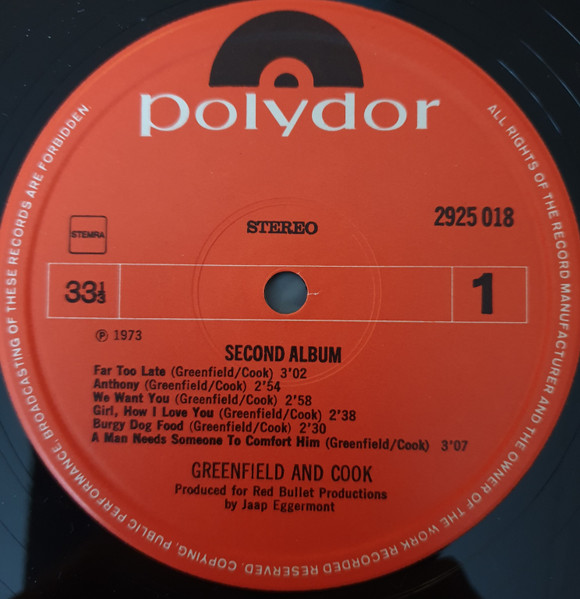 polydor
ALL RIGHTS OF THE RECORD MANUFACTURER AND THE OWNER OF THE WORK RECORDED RESERVED. COPYING, PUBLIC PERFORMANCE, BROADCASTING OF THESE RECORDS ARE FORBIDDEN.
STEREO
2925 018
STEMRA
33⅓
1
℗ 1973
SECOND ALBUM
Far Too Late (Greenfield/Cook) 3'02
Anthony (Greenfield/Cook) 2'54
We Want You (Greenfield/Cook) 2'58
Girl, How I Love You (Greenfield/Cook) 2'38
Burgy Dog Food (Greenfield/Cook) 2'30
A Man Needs Someone To Comfort Him (Greenfield/Cook) 3'07
GREENFIELD AND COOK
Produced for Red Bullet Productions
by Jaap Eggermont